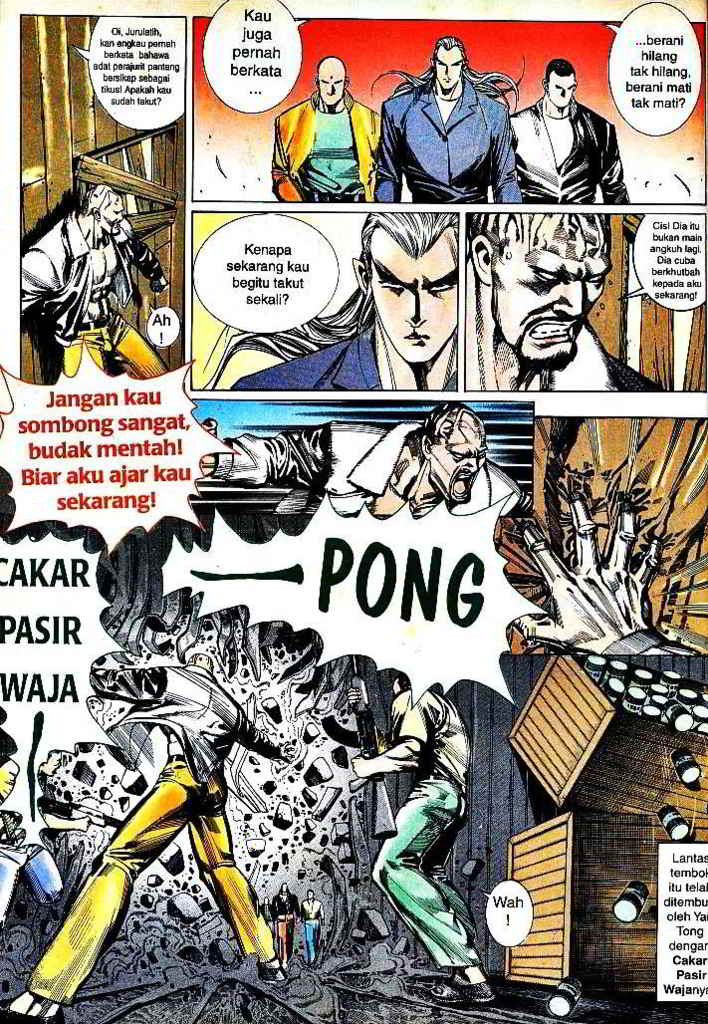 Oi, Jurulatih,
kan engkau pernah
berkata bahawa
adat perajurit pantang
bersikap sebagai
tikus! Apakah kau
sudah takut?
Kau
juga
pernah
berkata
...
...berani
hilang
tak hilang,
berani mati
tak mati?
Ah
!
Kenapa
sekarang kau
begitu takut
sekali?
Cis! Dia itu
bukan main
angkuh lagi.
Dia cuba
berkhutbah
kepada aku
sekarang!
Jangan kau
sombong sangat,
budak mentah!
Biar aku ajar kau
sekarang!
CAKAR
PASIR
WAJA
—PONG
Wah
!
Lantas
tembok
itu telah
ditembu
oleh Ya
Tong
dengan
Cakar
Pasir
Wajanya